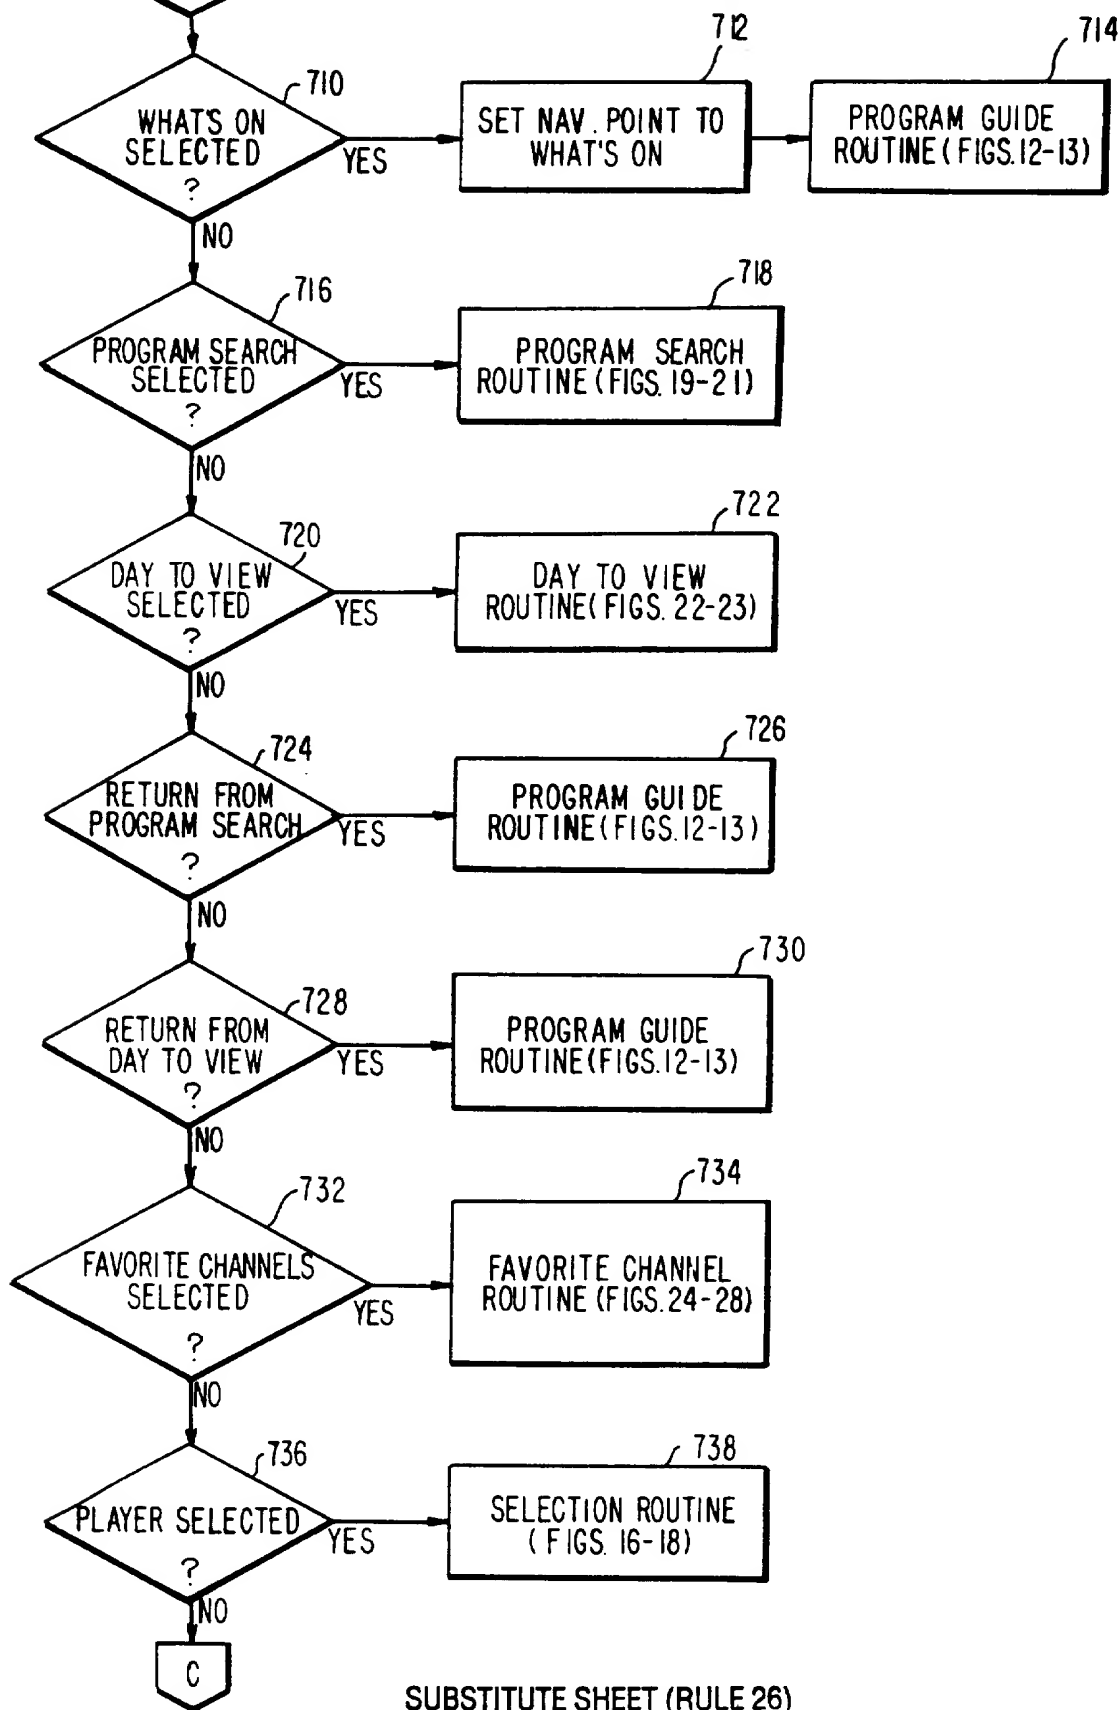 710
712
714
WHAT'S ON
SELECTED
?
YES
SET NAV. POINT TO
WHAT'S ON
PROGRAM GUIDE
ROUTINE (FIGS.12-13)
NO
716
718
PROGRAM SEARCH
SELECTED
?
YES
PROGRAM SEARCH
ROUTINE (FIGS. 19-21)
NO
720
722
DAY TO VIEW
SELECTED
?
YES
DAY TO VIEW
ROUTINE (FIGS. 22-23)
NO
724
726
RETURN FROM
PROGRAM SEARCH
?
YES
PROGRAM GUIDE
ROUTINE (FIGS.12-13)
NO
728
730
RETURN FROM
DAY TO VIEW
?
YES
PROGRAM GUIDE
ROUTINE (FIGS.12-13)
NO
732
734
FAVORITE CHANNELS
SELECTED
?
YES
FAVORITE CHANNEL
ROUTINE (FIGS.24-28)
NO
736
738
PLAYER SELECTED
?
YES
SELECTION ROUTINE
(FIGS. 16-18)
NO
C
SUBSTITUTE SHEET (RULE 26)